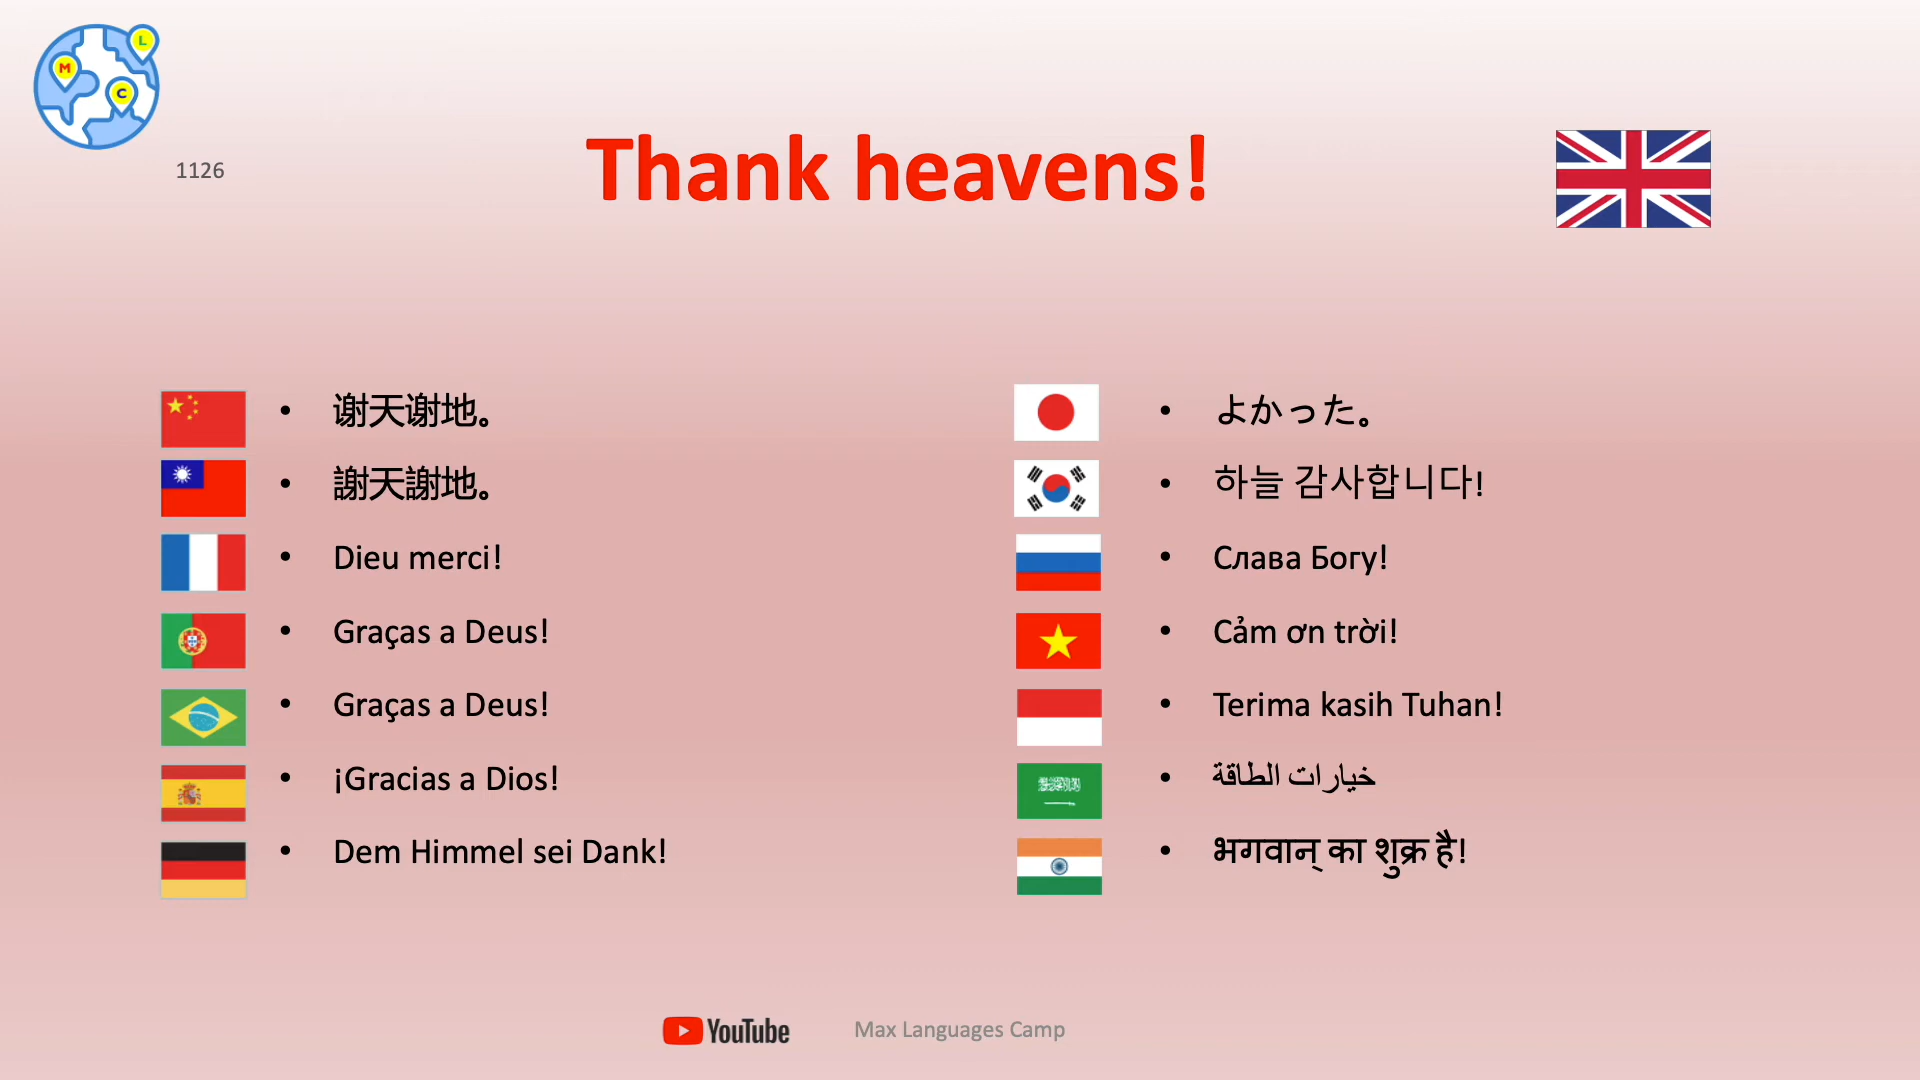 L
M
C
1126
Thank heavens!
• 谢天谢地。
• 謝天謝地。
• Dieu merci!
• Graças a Deus!
• Graças a Deus!
• ¡Gracias a Dios!
• Dem Himmel sei Dank!
• よかった。
• 하늘 감사합니다!
• Слава Богу!
• Cảm ơn trời!
• Terima kasih Tuhan!
• خيارات الطاقة
• भगवान् का शुक्र है!
YouTube
Max Languages Camp